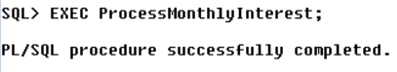 SQL> EXEC ProcessMonthlyInterest;
PL/SQL procedure successfully completed.